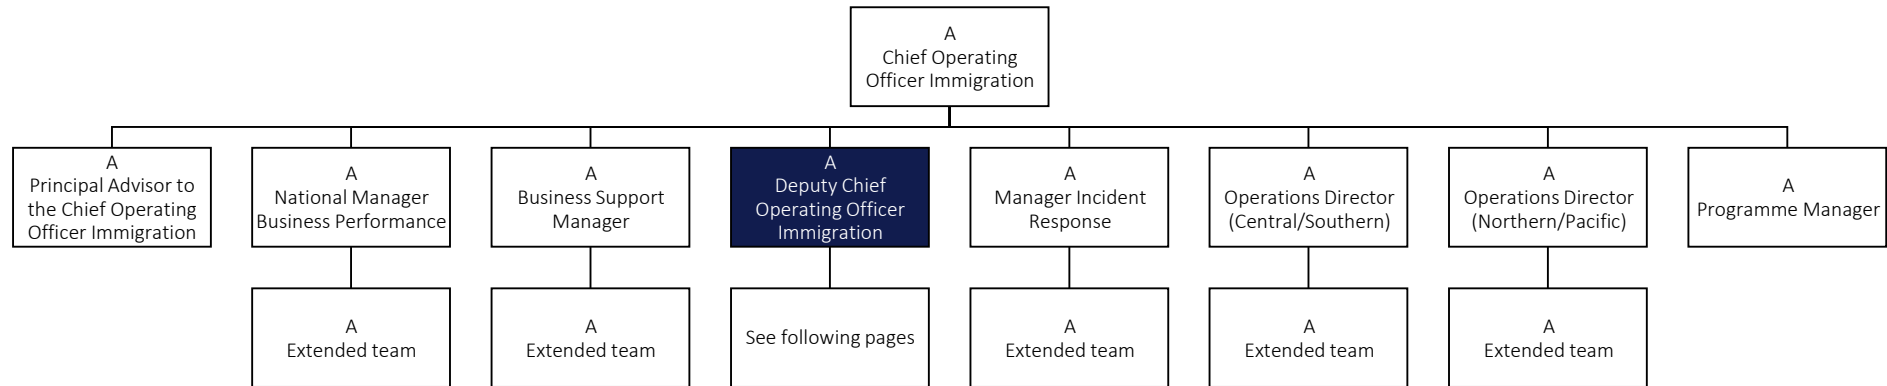 A
Chief Operating
Officer Immigration
A
Principal Advisor to
the Chief Operating
Officer Immigration
A
National Manager
Business Performance
A
Business Support
Manager
A
Deputy Chief
Operating Officer
Immigration
A
Manager Incident
Response
A
Operations Director
(Central/Southern)
A
Operations Director
(Northern/Pacific)
A
Programme Manager
A
Extended team
A
Extended team
See following pages
A
Extended team
A
Extended team
A
Extended team